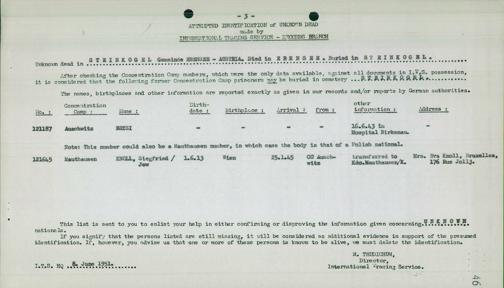 - 3 -
ATTEMPTED IDENTIFICATION of UNKNOWN DEAD
made by
INTERNATIONAL TRACING SERVICE - RECORDS BRANCH
Unknown dead in STEINKOGEL Gemeinde EBENSEE - AUSTRIA. Died in EBENSEE. Buried in STEINKOGEL.
After checking the Concentration Camp numbers, which were the only data available, against all documents in I.T.S. possession,
it is considered that the following former Concentration Camp prisoners may be buried in cemetery ... STEINKOGEL...
The names, birthplaces and other information are reported exactly as given in our records and/or reports by German authorities.
No.: Concentration Camp : Name : Birth-date : Birthplace : Arrival : from : other information : Address :
121187 Auschwitz - - - - 16.6.43 in Hospital Birkenau. -
Note: This number could also be a Mauthausen number, in which case the body is that of a Polish national.
121645 Mauthausen KNOLL, Siegfried / Jew 1.6.13 Wien 25.1.45 CC Auschwitz transferred to Kdo.Mauthausen/E. Mrs. Eva Knoll, Bruxelles, 176 Rue
This list is sent to you to enlist your help in either confirming or disproving the information given concerning UNKNOWN
nationals.
If you signify that the persons listed are still missing, it will be considered as additional evidence in support of the presumed
identification. If, however, you advise us that one or more of these persons is known to be alive, we must delete the identification.
Director,
International Tracing Service.
I.T.S. HQ 8. June 1951
46